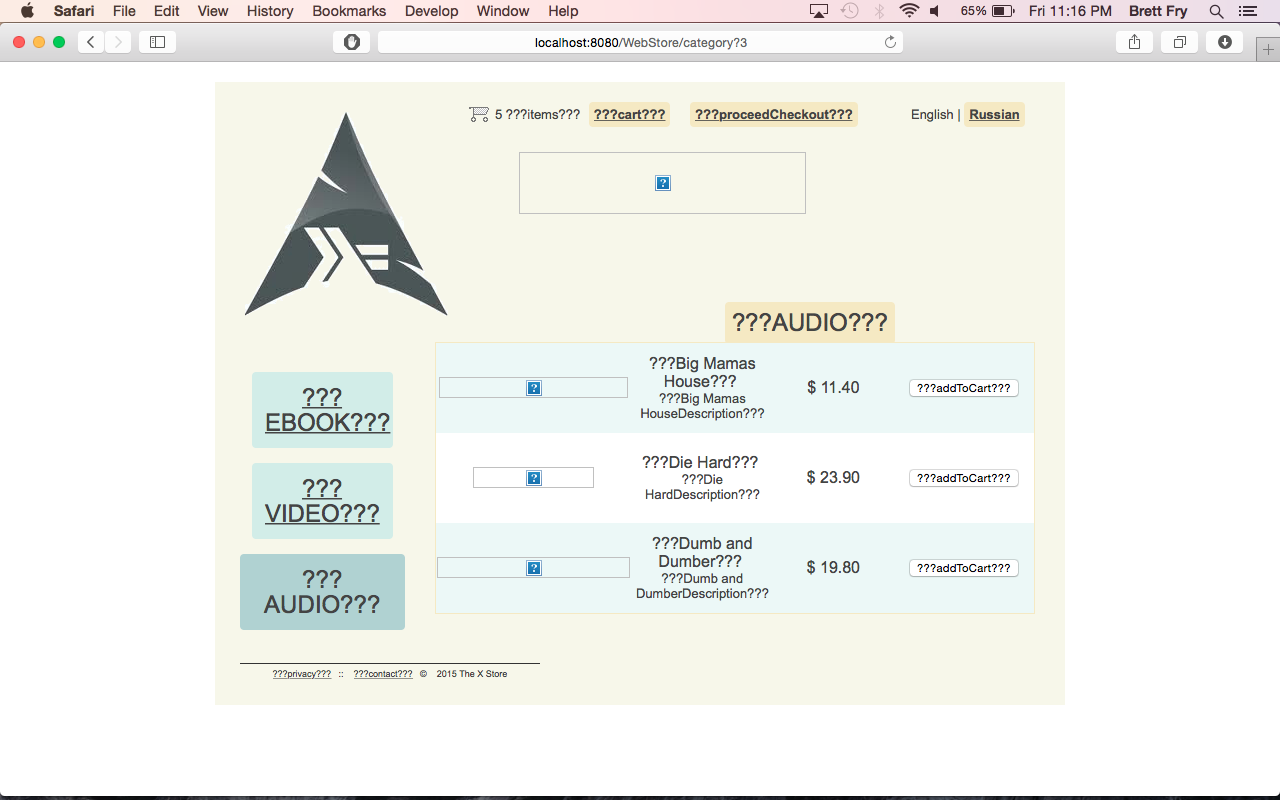 Safari File Edit View History Bookmarks Develop Window Help 65% Fri 11:16 PM Brett Fry
localhost:8080/WebStore/category?3
5 ???items??? ???cart??? ???proceedCheckout??? English | Russian
???AUDIO???
???
EBOOK???
???
VIDEO???
???
AUDIO???
???Big Mamas
House???
???Big Mamas
HouseDescription???
$ 11.40
???addToCart???
???Die Hard???
???Die
HardDescription???
$ 23.90
???addToCart???
???Dumb and
Dumber???
???Dumb and
DumberDescription???
$ 19.80
???addToCart???
???privacy??? :: ???contact??? © 2015 The X Store